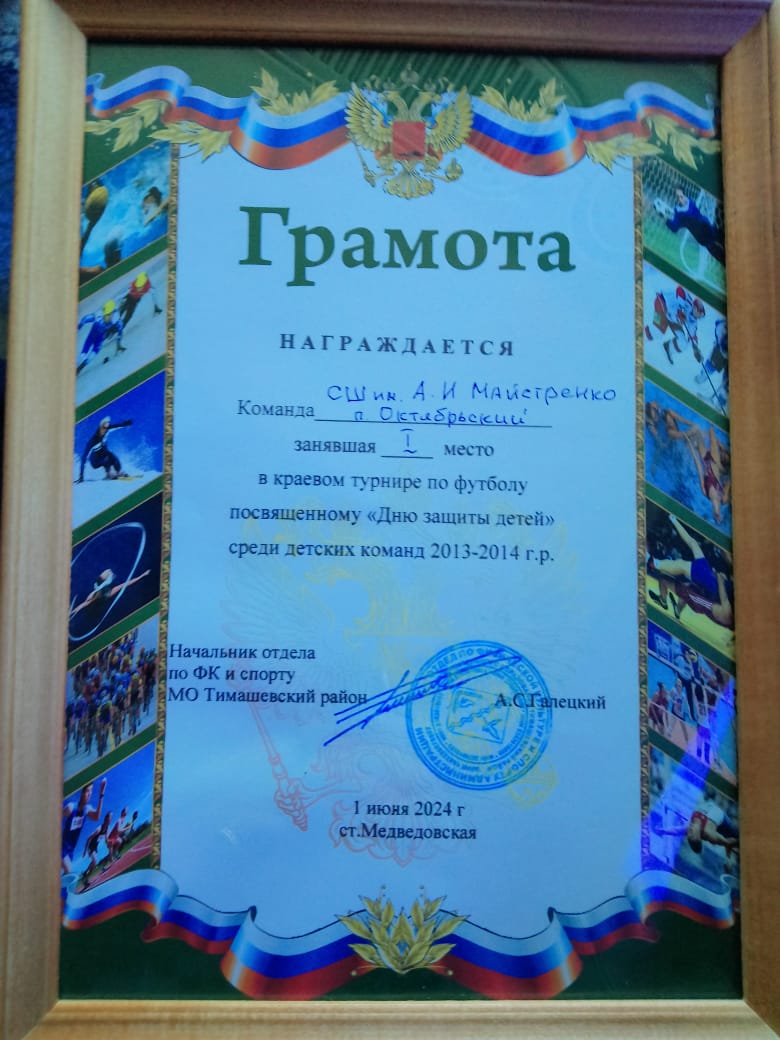 Грамота
НАГРАЖДАЕТСЯ
СШ им. А.И Майстренко
Команда п. Октябрьский
занявшая I место
в краевом турнире по футболу
посвященному «Дню защиты детей»
среди детских команд 2013-2014 г.р.
Начальник отдела
по ФК и спорту
МО Тимашевский район А.С.Галецкий
1 июня 2024 г
ст.Медведовская